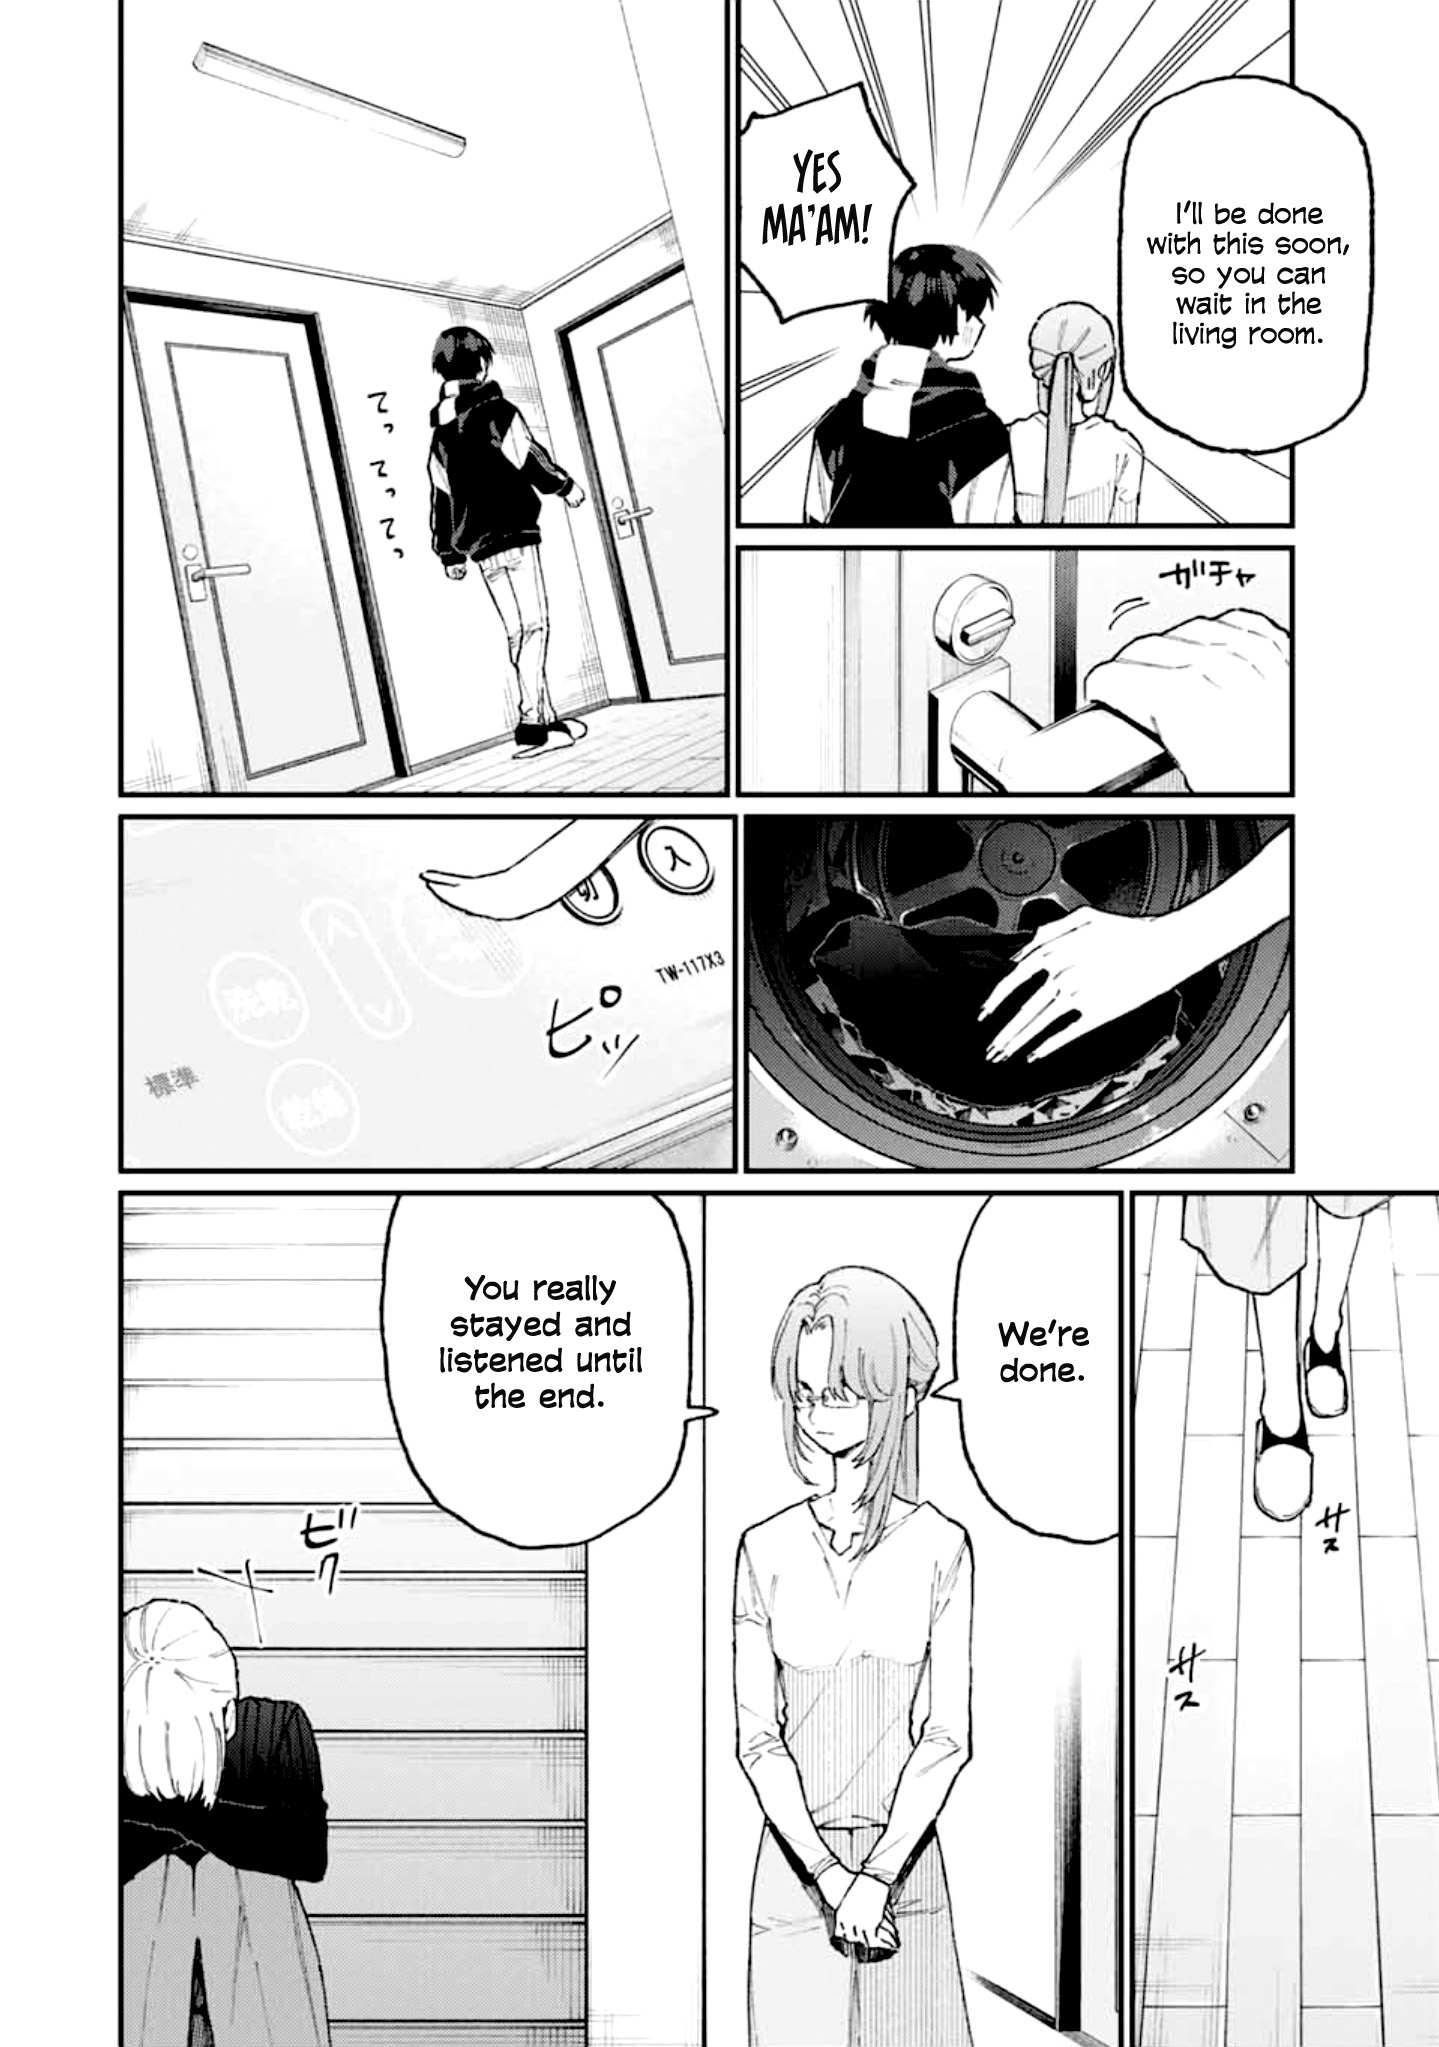 I'll be done
with this soon,
so you can
wait in the
living room.
YES
MA'AM!
ガチャ
てっ
てっ
てっ
入
切
TW-117X3
ピッ
標準
洗乾
乾燥
ササ
ス
ササ
ス
We're
done.
You really
stayed and
listened until
the end.
ビク